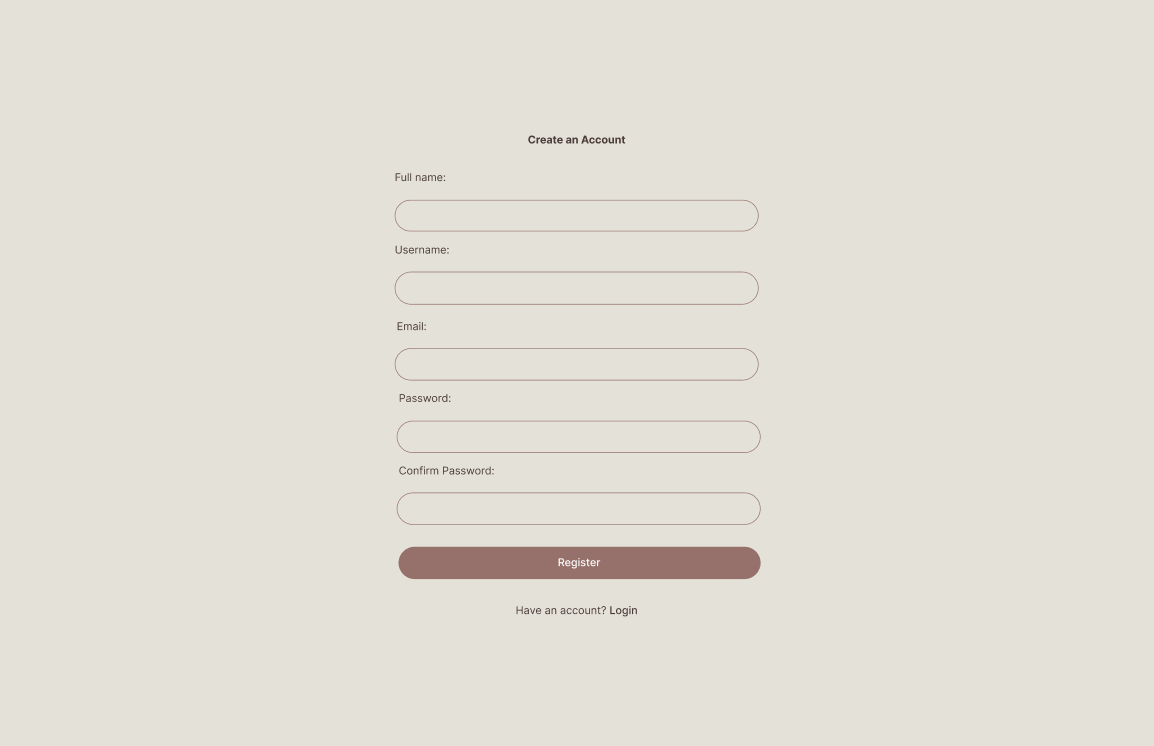 Create an Account
Full name:
Username:
Email:
Password:
Confirm Password:
Register
Have an account? Login